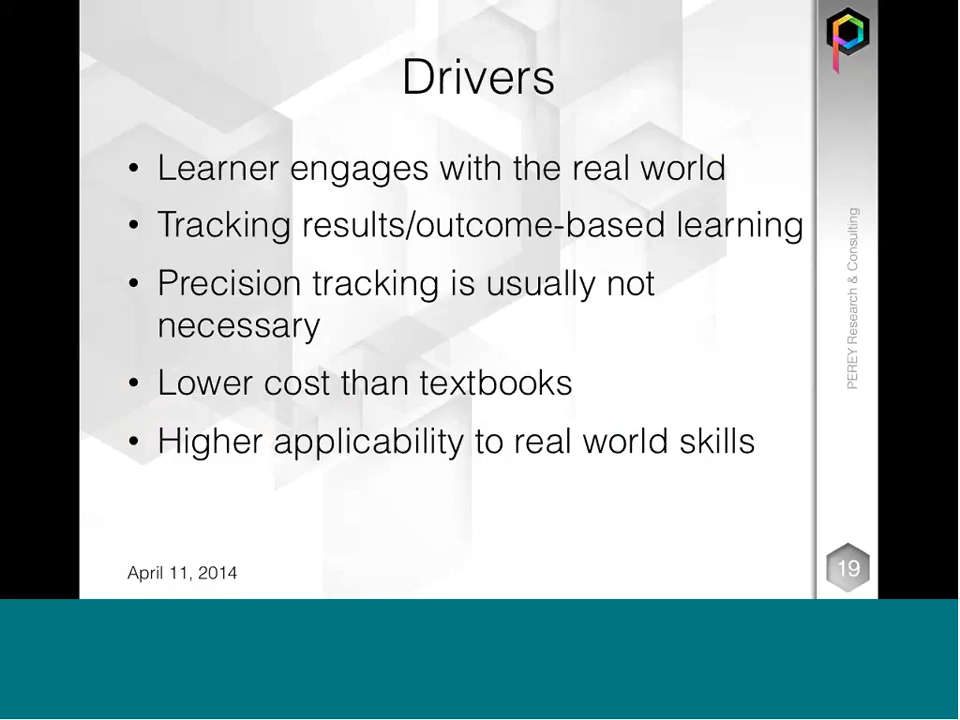 Drivers
• Learner engages with the real world
• Tracking results/outcome-based learning
• Precision tracking is usually not
necessary
• Lower cost than textbooks
• Higher applicability to real world skills
PEREY Research & Consulting
April 11, 2014
19